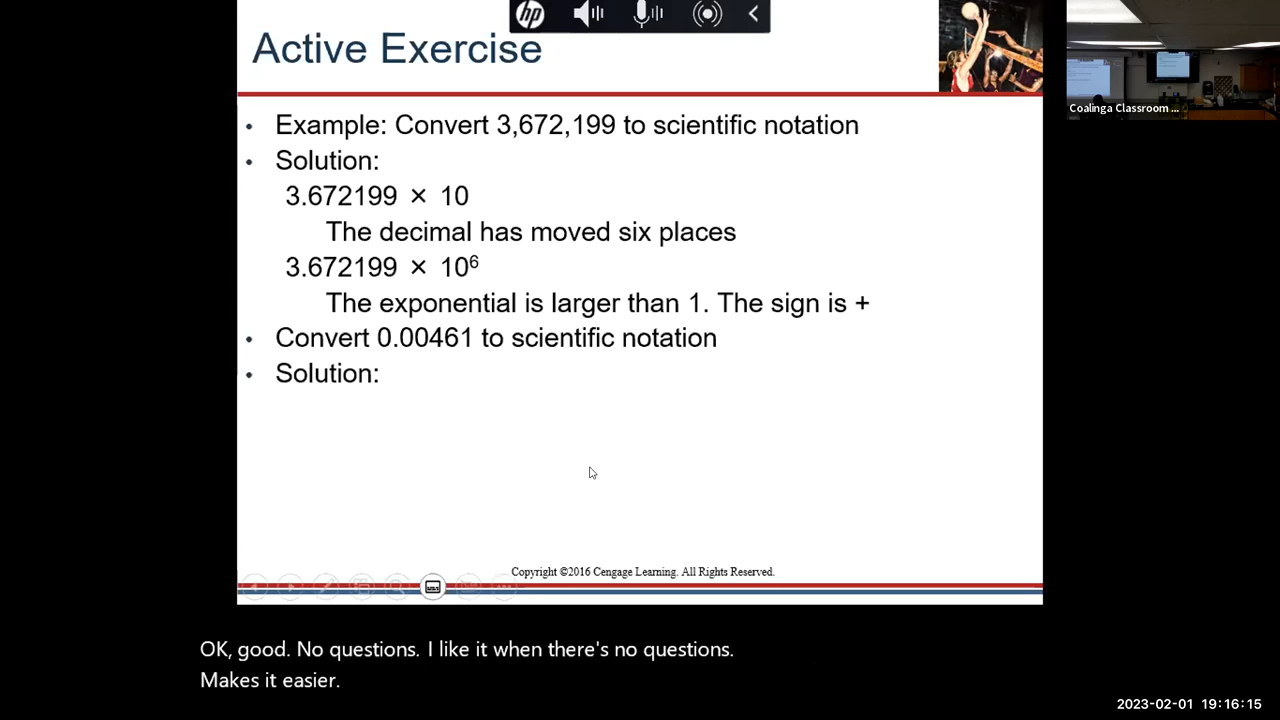 hp
Active Exercise
Coalinga Classroom ...
• Example: Convert 3,672,199 to scientific notation
• Solution:
3.672199 × 10
The decimal has moved six places
3.672199 × 10⁶
The exponential is larger than 1. The sign is +
• Convert 0.00461 to scientific notation
• Solution:
Copyright ©2016 Cengage Learning. All Rights Reserved.
OK, good. No questions. I like it when there's no questions.
Makes it easier.
2023-02-01 19:16:15